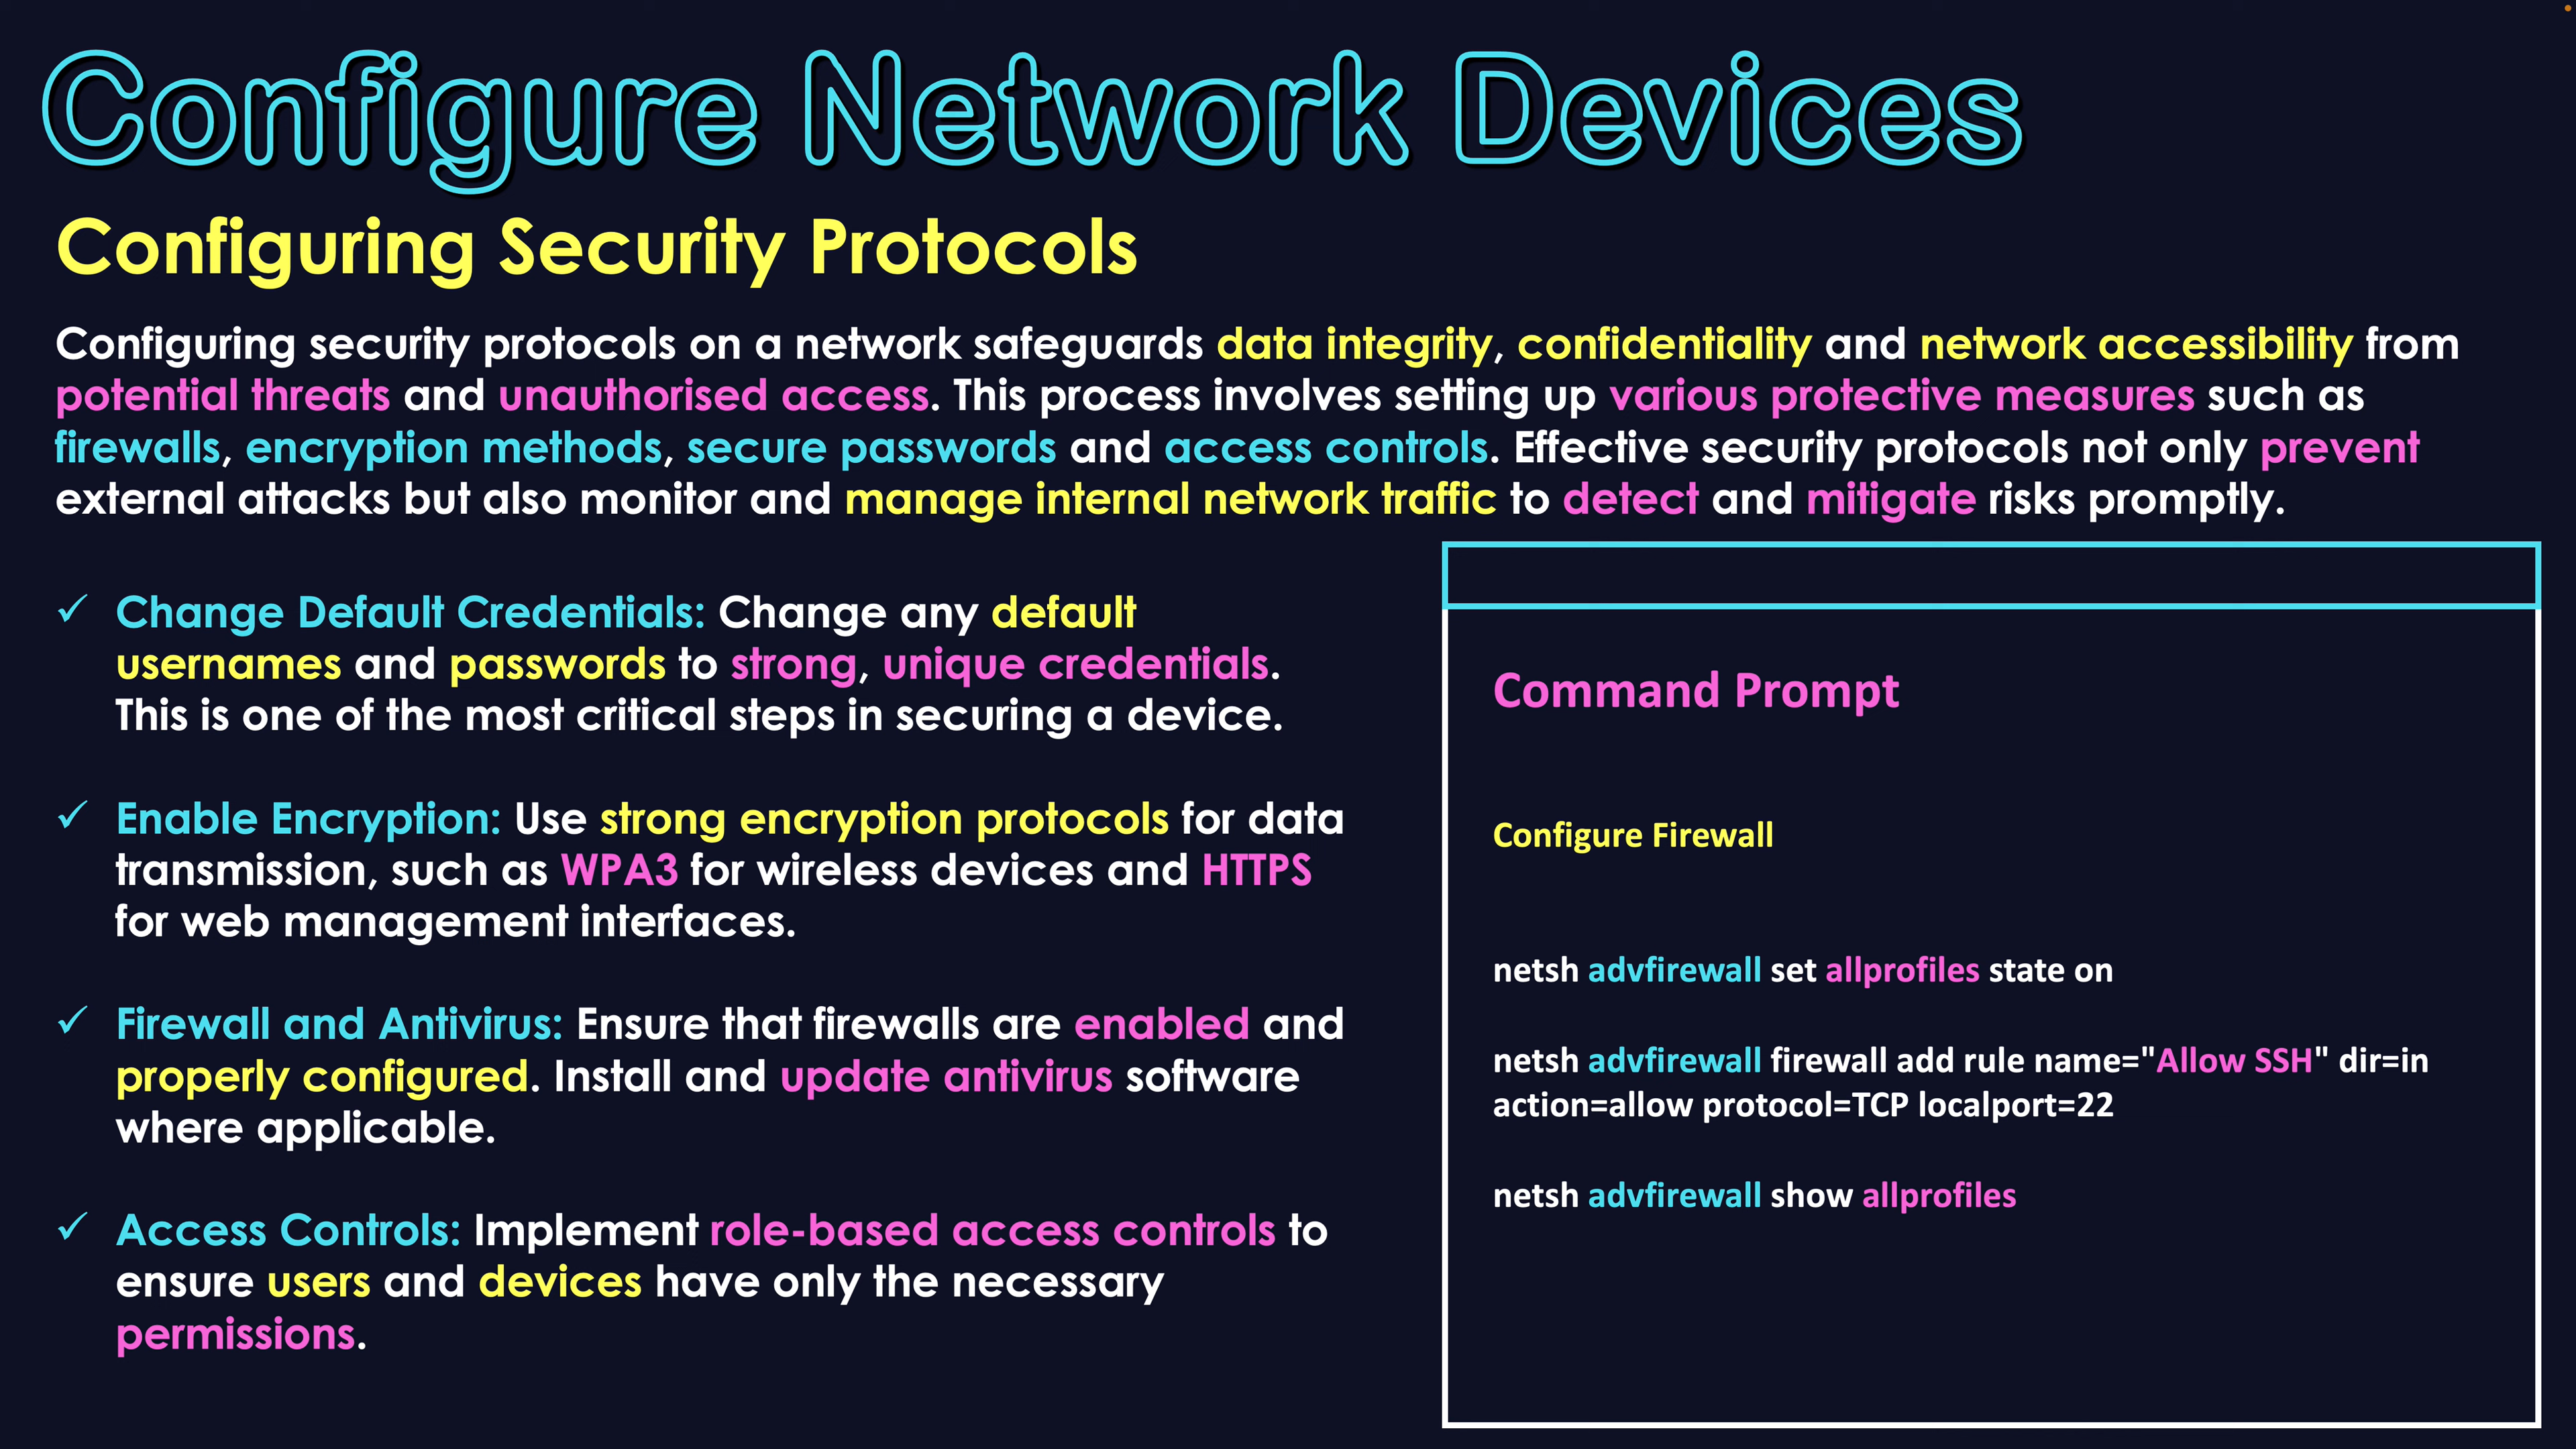 Configure Network Devices
Configuring Security Protocols
Configuring security protocols on a network safeguards data integrity, confidentiality and network accessibility from
potential threats and unauthorised access. This process involves setting up various protective measures such as
firewalls, encryption methods, secure passwords and access controls. Effective security protocols not only prevent
external attacks but also monitor and manage internal network traffic to detect and mitigate risks promptly.
✓ Change Default Credentials: Change any default
usernames and passwords to strong, unique credentials.
This is one of the most critical steps in securing a device.
✓ Enable Encryption: Use strong encryption protocols for data
transmission, such as WPA3 for wireless devices and HTTPS
for web management interfaces.
✓ Firewall and Antivirus: Ensure that firewalls are enabled and
properly configured. Install and update antivirus software
where applicable.
✓ Access Controls: Implement role-based access controls to
ensure users and devices have only the necessary
permissions.
Command Prompt
Configure Firewall
netsh advfirewall set allprofiles state on
netsh advfirewall firewall add rule name="Allow SSH" dir=in
action=allow protocol=TCP localport=22
netsh advfirewall show allprofiles